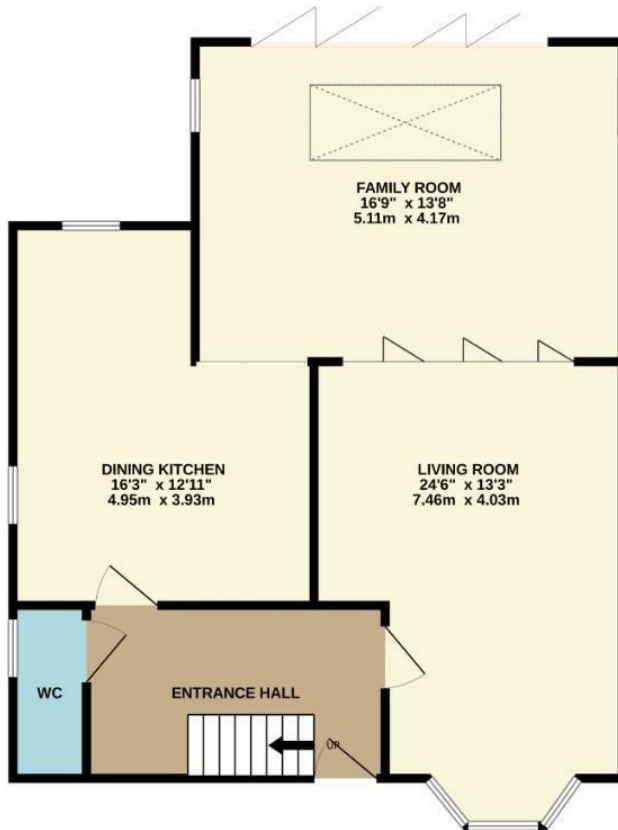 FAMILY ROOM
16'9" x 13'8"
5.11m x 4.17m
DINING KITCHEN
16'3" x 12'11"
4.95m x 3.93m
LIVING ROOM
24'6" x 13'3"
7.46m x 4.03m
WC
ENTRANCE HALL
UP